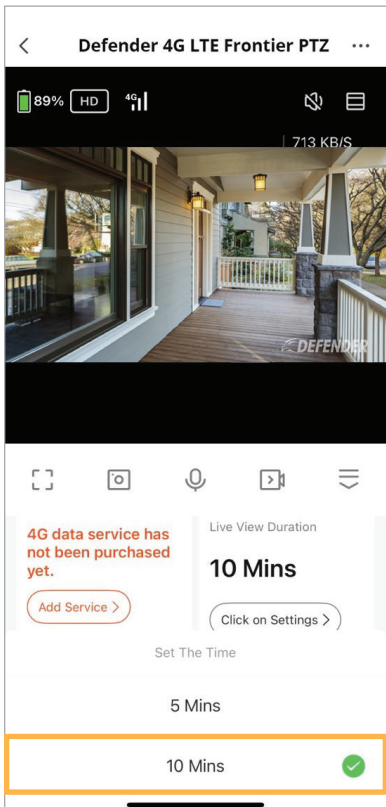 Defender 4G LTE Frontier PTZ
89% HD 4G
713 KB/S
DEFENDER
4G data service has
not been purchased
yet.
Add Service >
Live View Duration
10 Mins
Click on Settings >
Set The Time
5 Mins
10 Mins